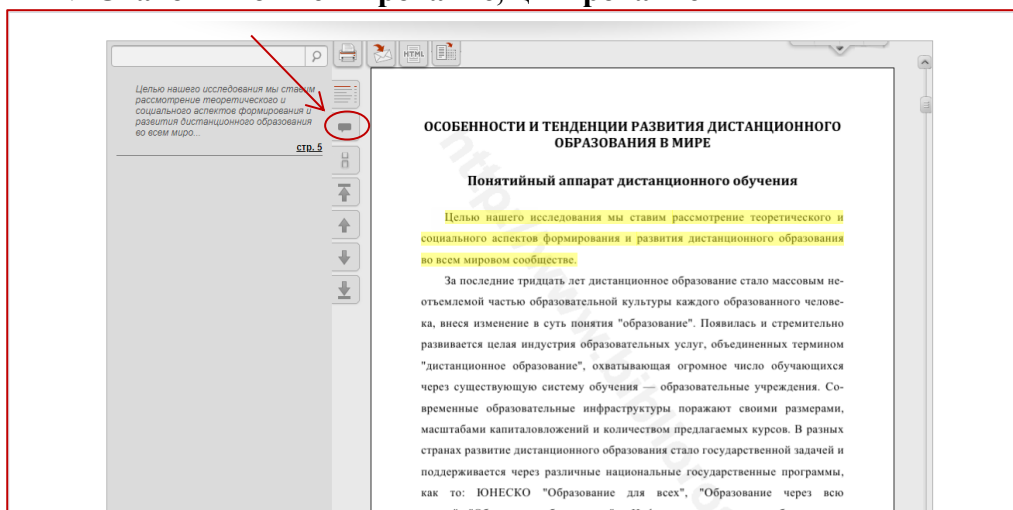 Целью нашего исследования мы ставим
рассмотрение теоретического и
социального аспектов формирования и
развития дистанционного образования
во всем миро...
стр. 5
HTML
ОСОБЕННОСТИ И ТЕНДЕНЦИИ РАЗВИТИЯ ДИСТАНЦИОННОГО
ОБРАЗОВАНИЯ В МИРЕ
Понятийный аппарат дистанционного обучения
Целью нашего исследования мы ставим рассмотрение теоретического и
социального аспектов формирования и развития дистанционного образования
во всем мировом сообществе.
За последние тридцать лет дистанционное образование стало массовым не-
отъемлемой частью образовательной культуры каждого образованного челове-
ка, внеся изменение в суть понятия "образование". Появилась и стремительно
развивается целая индустрия образовательных услуг, объединенных термином
"дистанционное образование", охватывающая огромное число обучающихся
через существующую систему обучения — образовательные учреждения. Со-
временные образовательные инфраструктуры поражают своими размерами,
масштабами капиталовложений и количеством предлагаемых курсов. В разных
странах развитие дистанционного образования стало государственной задачей и
поддерживается через различные национальные государственные программы,
как то: ЮНЕСКО "Образование для всех", "Образование через всю
http://www.biblioros